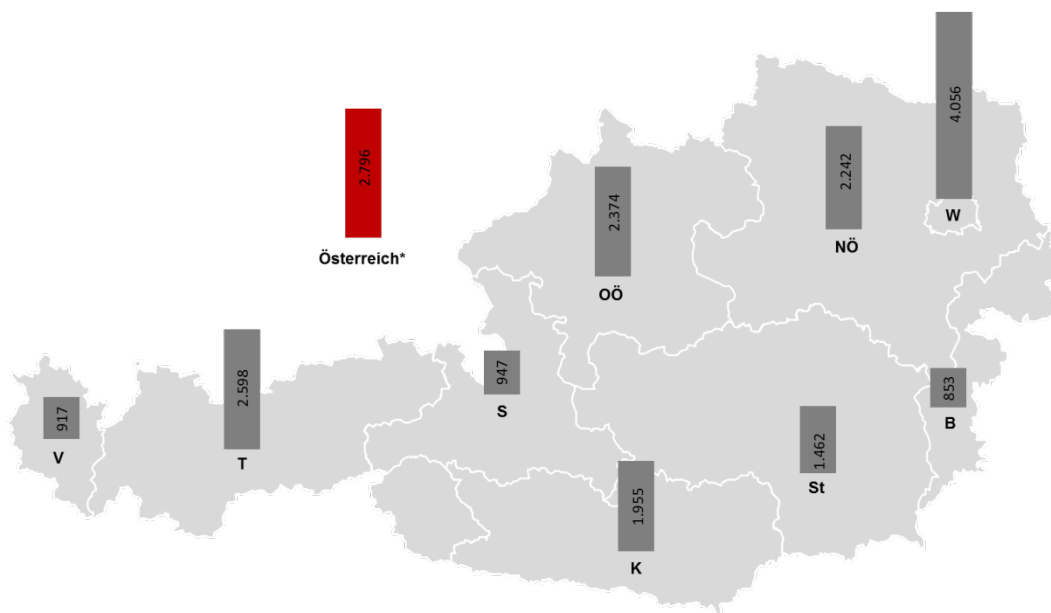 4.056
W
2.796
Österreich*
2.242
NÖ
2.374
OÖ
2.598
T
947
S
853
B
917
V
1.462
St
1.955
K